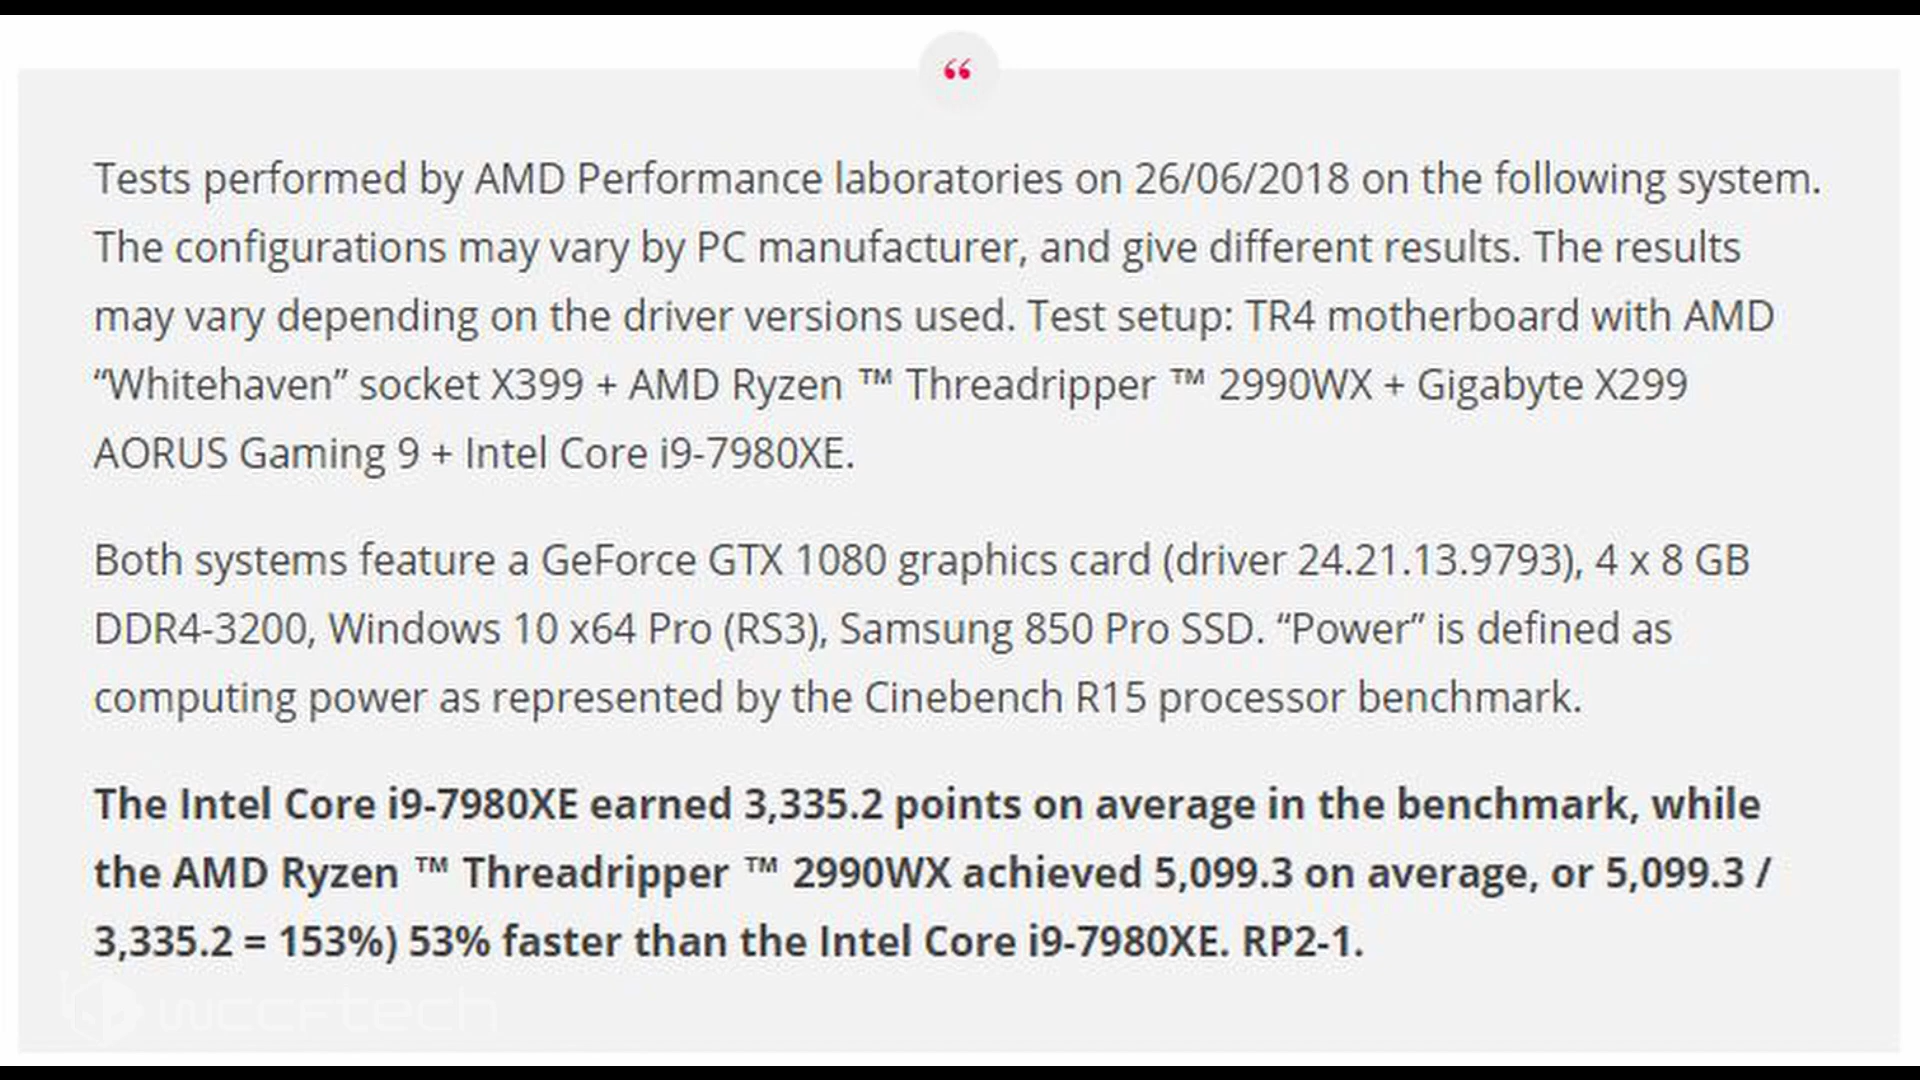 “
Tests performed by AMD Performance laboratories on 26/06/2018 on the following system.
The configurations may vary by PC manufacturer, and give different results. The results
may vary depending on the driver versions used. Test setup: TR4 motherboard with AMD
“Whitehaven” socket X399 + AMD Ryzen ™ Threadripper ™ 2990WX + Gigabyte X299
AORUS Gaming 9 + Intel Core i9-7980XE.
Both systems feature a GeForce GTX 1080 graphics card (driver 24.21.13.9793), 4 x 8 GB
DDR4-3200, Windows 10 x64 Pro (RS3), Samsung 850 Pro SSD. “Power” is defined as
computing power as represented by the Cinebench R15 processor benchmark.
The Intel Core i9-7980XE earned 3,335.2 points on average in the benchmark, while
the AMD Ryzen ™ Threadripper ™ 2990WX achieved 5,099.3 on average, or 5,099.3 /
3,335.2 = 153%) 53% faster than the Intel Core i9-7980XE. RP2-1.
wccftech